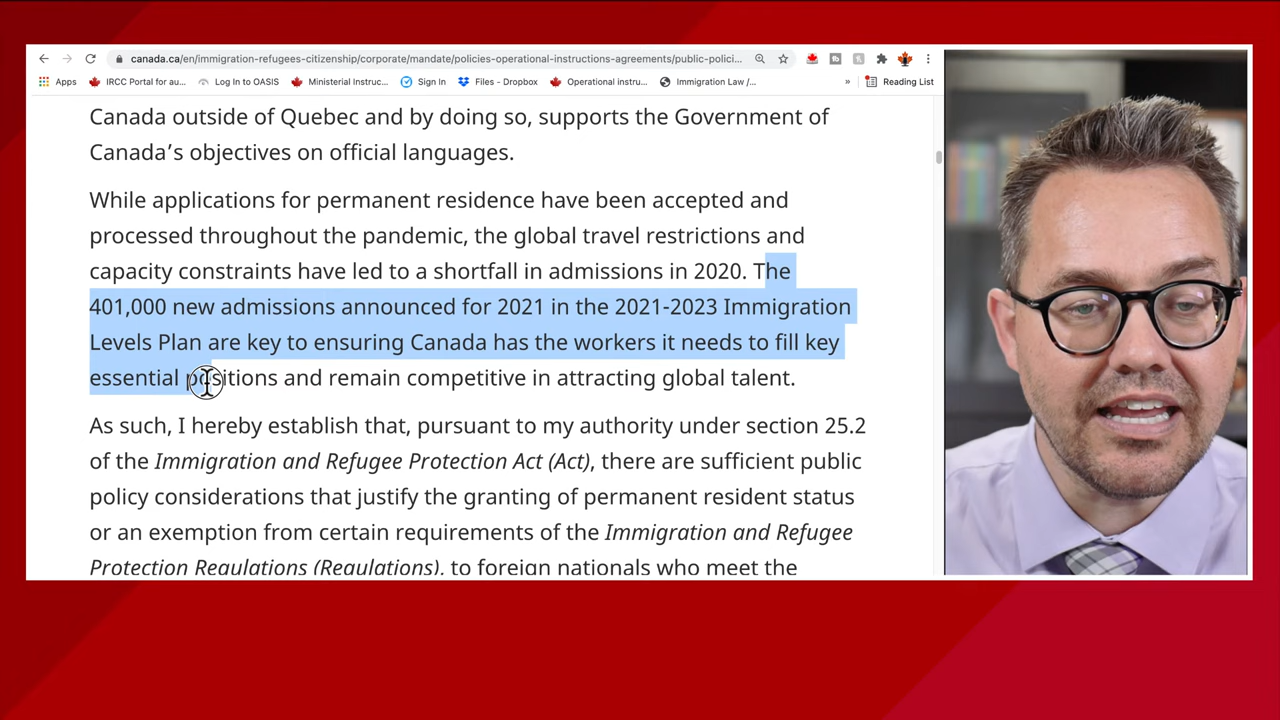 canada.ca/en/immigration-refugees-citizenship/corporate/mandate/policies-operational-instructions-agreements/public-polici...
Apps IRCC Portal for au... Log In to OASIS Ministerial Instruc... Sign In Files - Dropbox Operational instru... Immigration Law /... » Reading List
Canada outside of Quebec and by doing so, supports the Government of
Canada’s objectives on official languages.
While applications for permanent residence have been accepted and
processed throughout the pandemic, the global travel restrictions and
capacity constraints have led to a shortfall in admissions in 2020. The
401,000 new admissions announced for 2021 in the 2021-2023 Immigration
Levels Plan are key to ensuring Canada has the workers it needs to fill key
essential positions and remain competitive in attracting global talent.
As such, I hereby establish that, pursuant to my authority under section 25.2
of the Immigration and Refugee Protection Act (Act), there are sufficient public
policy considerations that justify the granting of permanent resident status
or an exemption from certain requirements of the Immigration and Refugee
Protection Regulations (Regulations), to foreign nationals who meet the